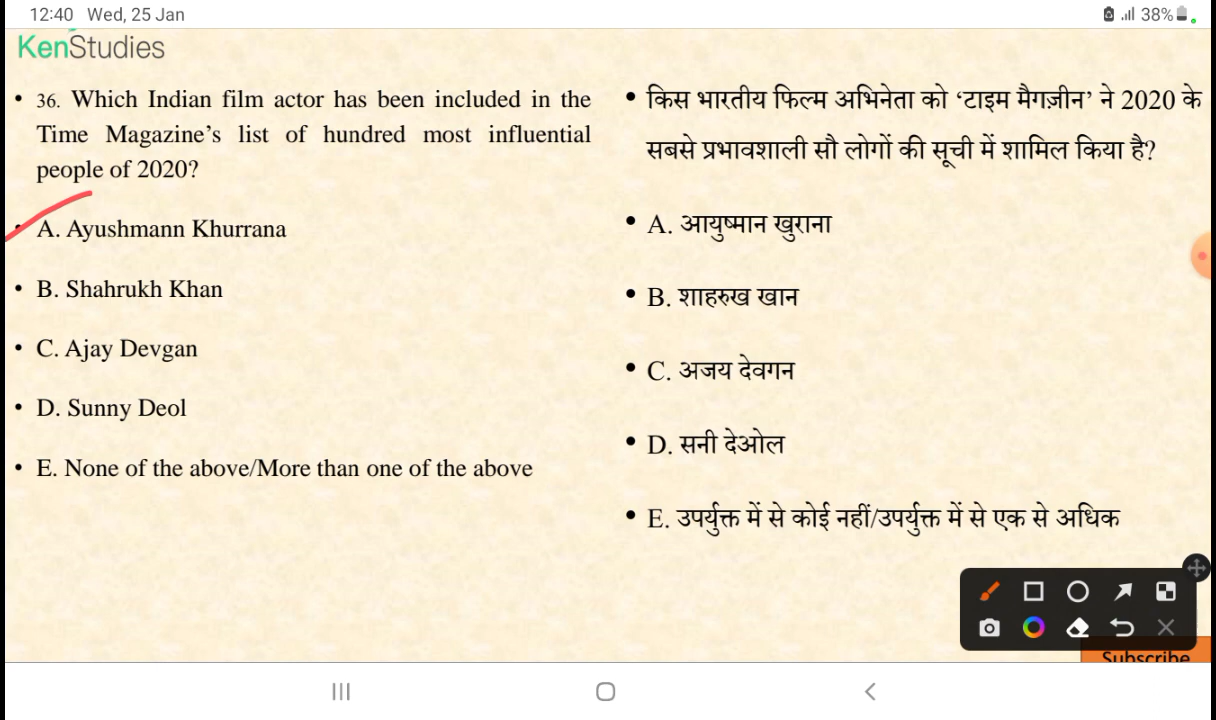 12:40 Wed, 25 Jan
38%
KenStudies
• 36. Which Indian film actor has been included in the
Time Magazine's list of hundred most influential
people of 2020?
• A. Ayushmann Khurrana
• B. Shahrukh Khan
• C. Ajay Devgan
• D. Sunny Deol
• E. None of the above/More than one of the above
• किस भारतीय फिल्म अभिनेता को ‘टाइम मैगज़ीन’ ने 2020 के
सबसे प्रभावशाली सौ लोगों की सूची में शामिल किया है?
• A. आयुष्मान खुराना
• B. शाहरुख खान
• C. अजय देवगन
• D. सनी देओल
• E. उपर्युक्त में से कोई नहीं/उपर्युक्त में से एक से अधिक
Subscribe